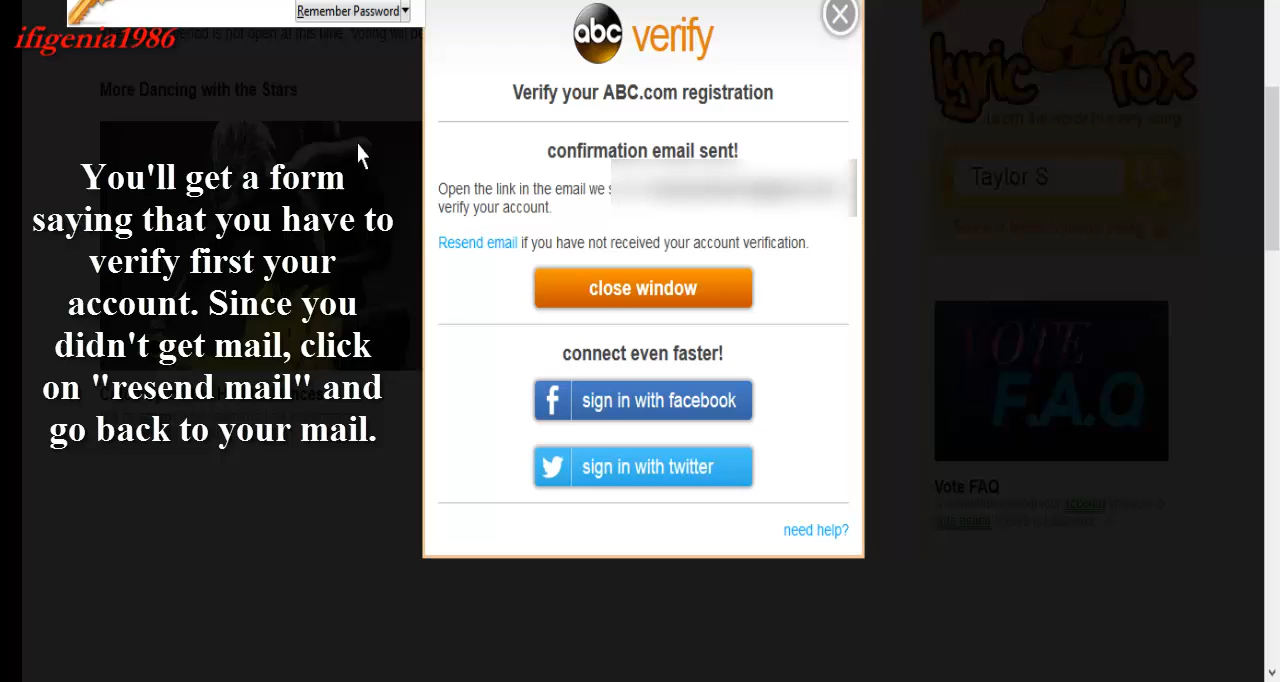 Remember Password
ifigenia1986
More Dancing with the Stars
You'll get a form
saying that you have to
verify first your
account. Since you
didn't get mail, click
on "resend mail" and
go back to your mail.
abc verify
Verify your ABC.com registration
confirmation email sent!
Open the link in the email we
verify your account.
Resend email if you have not received your account verification.
close window
connect even faster!
sign in with facebook
sign in with twitter
need help?
lyric fox
Taylor S
VOTE
F.A.Q
Vote FAQ